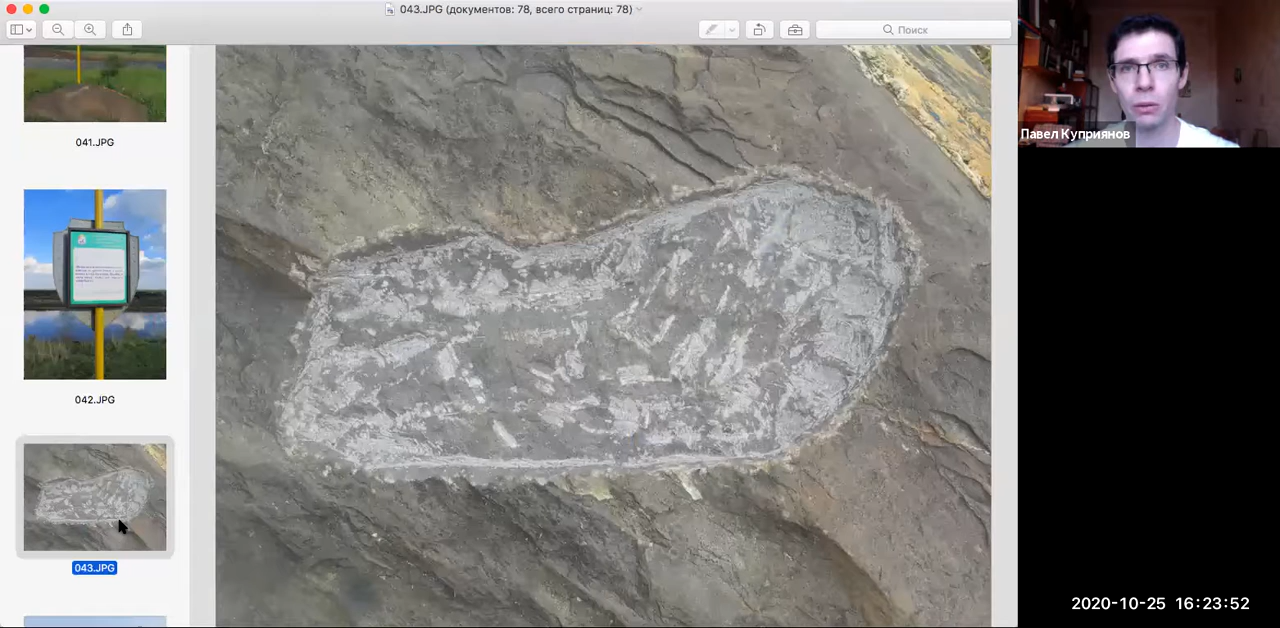 043.JPG (документов: 78, всего страниц: 78)
Поиск
041.JPG
042.JPG
043.JPG
Павел Куприянов
2020-10-25 16:23:52